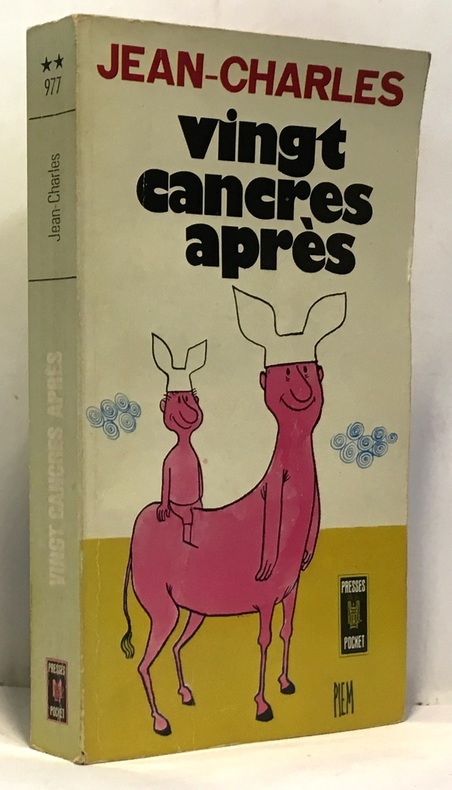 ★★
977
Jean-Charles
VINGT CANCRES APRÈS
PRESSES
POCKET
JEAN-CHARLES
vingt
cancres
après
PRESSES
POCKET
PIEM